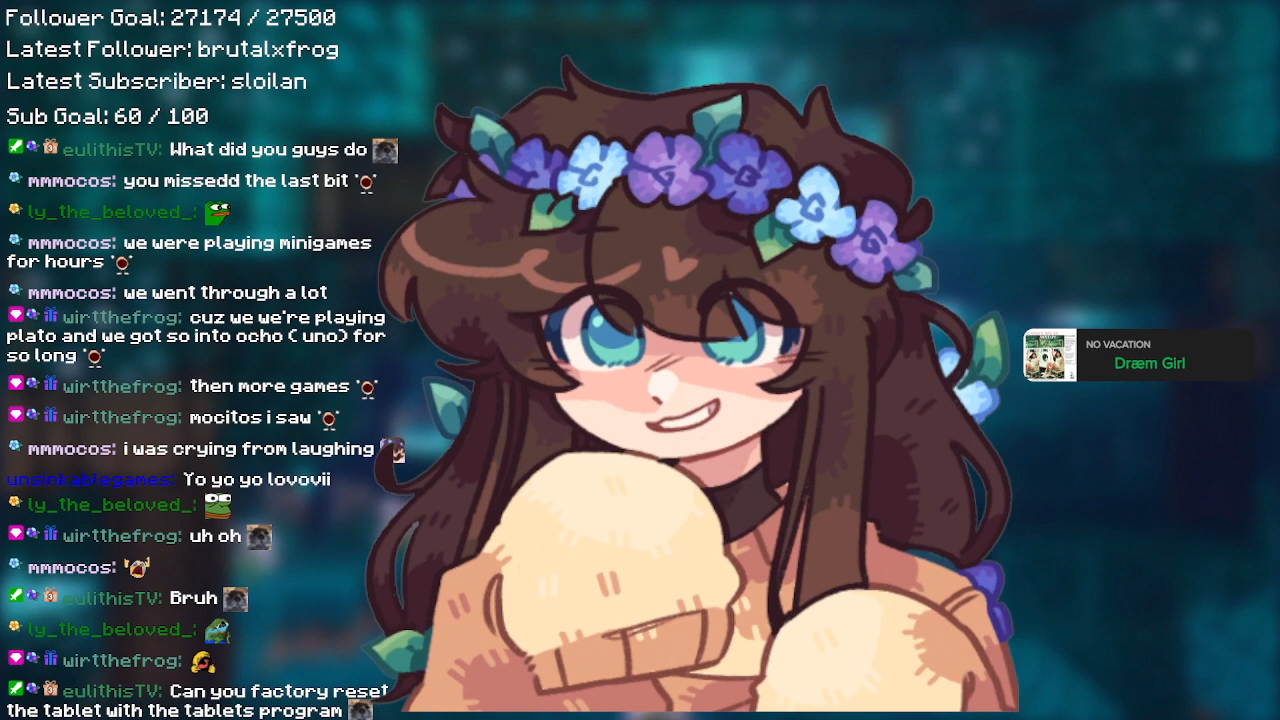 Follower Goal: 27174 / 27500
Latest Follower: brutalxfrog
Latest Subscriber: sloilan
Sub Goal: 60 / 100
eulithisTV: What did you guys do
mmmocos: you missedd the last bit
ly_the_beloved_:
mmmocos: we were playing minigames
for hours
mmmocos: we went through a lot
wirtthefrog: cuz we we're playing
plato and we got so into ocho ( uno) for
so long
wirtthefrog: then more games
wirtthefrog: mocitos i saw
mmmocos: i was crying from laughing
unsinkablegames: Yo yo yo lovovii
ly_the_beloved_:
wirtthefrog: uh oh
mmmocos:
eulithisTV: Bruh
ly_the_beloved_:
wirtthefrog:
eulithisTV: Can you factory reset
the tablet with the tablets program
NO VACATION
Dræm Girl